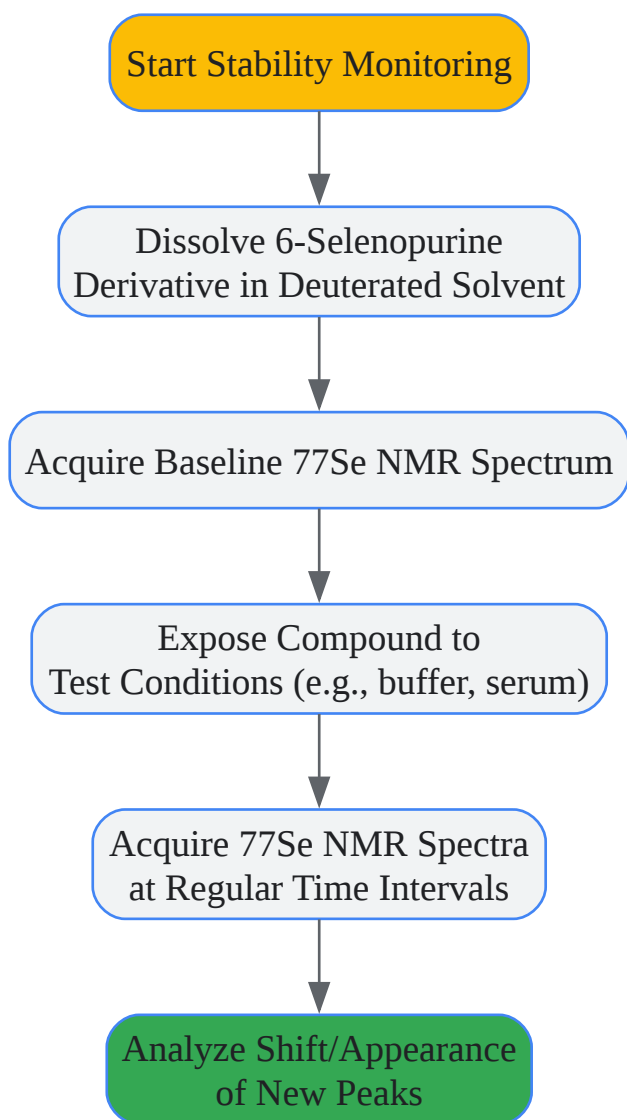 Start Stability Monitoring
Dissolve 6-Selenopurine
Derivative in Deuterated Solvent
Acquire Baseline 77Se NMR Spectrum
Expose Compound to
Test Conditions (e.g., buffer, serum)
Acquire 77Se NMR Spectra
at Regular Time Intervals
Analyze Shift/Appearance
of New Peaks